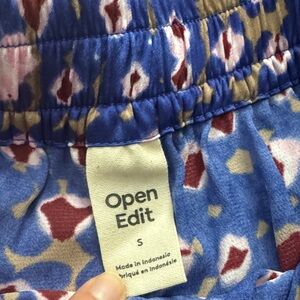 Open
Edit
S
Made in Indonesia
Fabriqué en Indonésie